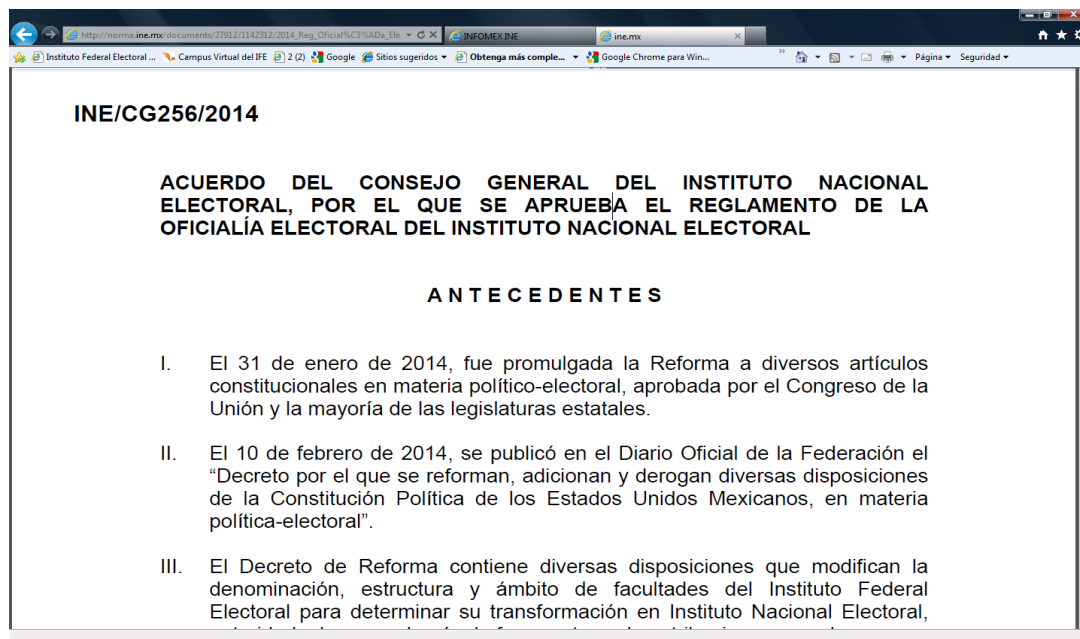 http://norma.ine.mx/documents/27912/1142312/2014_Reg_Oficial%C3%ADa_Ele
INFOMEX INE
ine.mx
Instituto Federal Electoral ...
Campus Virtual del IFE
2 (2)
Google
Sitios sugeridos
Obtenga más comple...
Google Chrome para Win...
»
Página
Seguridad
INE/CG256/2014
ACUERDO DEL CONSEJO GENERAL DEL INSTITUTO NACIONAL
ELECTORAL, POR EL QUE SE APRUEBA EL REGLAMENTO DE LA
OFICIALÍA ELECTORAL DEL INSTITUTO NACIONAL ELECTORAL
A N T E C E D E N T E S
I. El 31 de enero de 2014, fue promulgada la Reforma a diversos artículos
constitucionales en materia político-electoral, aprobada por el Congreso de la
Unión y la mayoría de las legislaturas estatales.
II. El 10 de febrero de 2014, se publicó en el Diario Oficial de la Federación el
“Decreto por el que se reforman, adicionan y derogan diversas disposiciones
de la Constitución Política de los Estados Unidos Mexicanos, en materia
política-electoral”.
III. El Decreto de Reforma contiene diversas disposiciones que modifican la
denominación, estructura y ámbito de facultades del Instituto Federal
Electoral para determinar su transformación en Instituto Nacional Electoral,